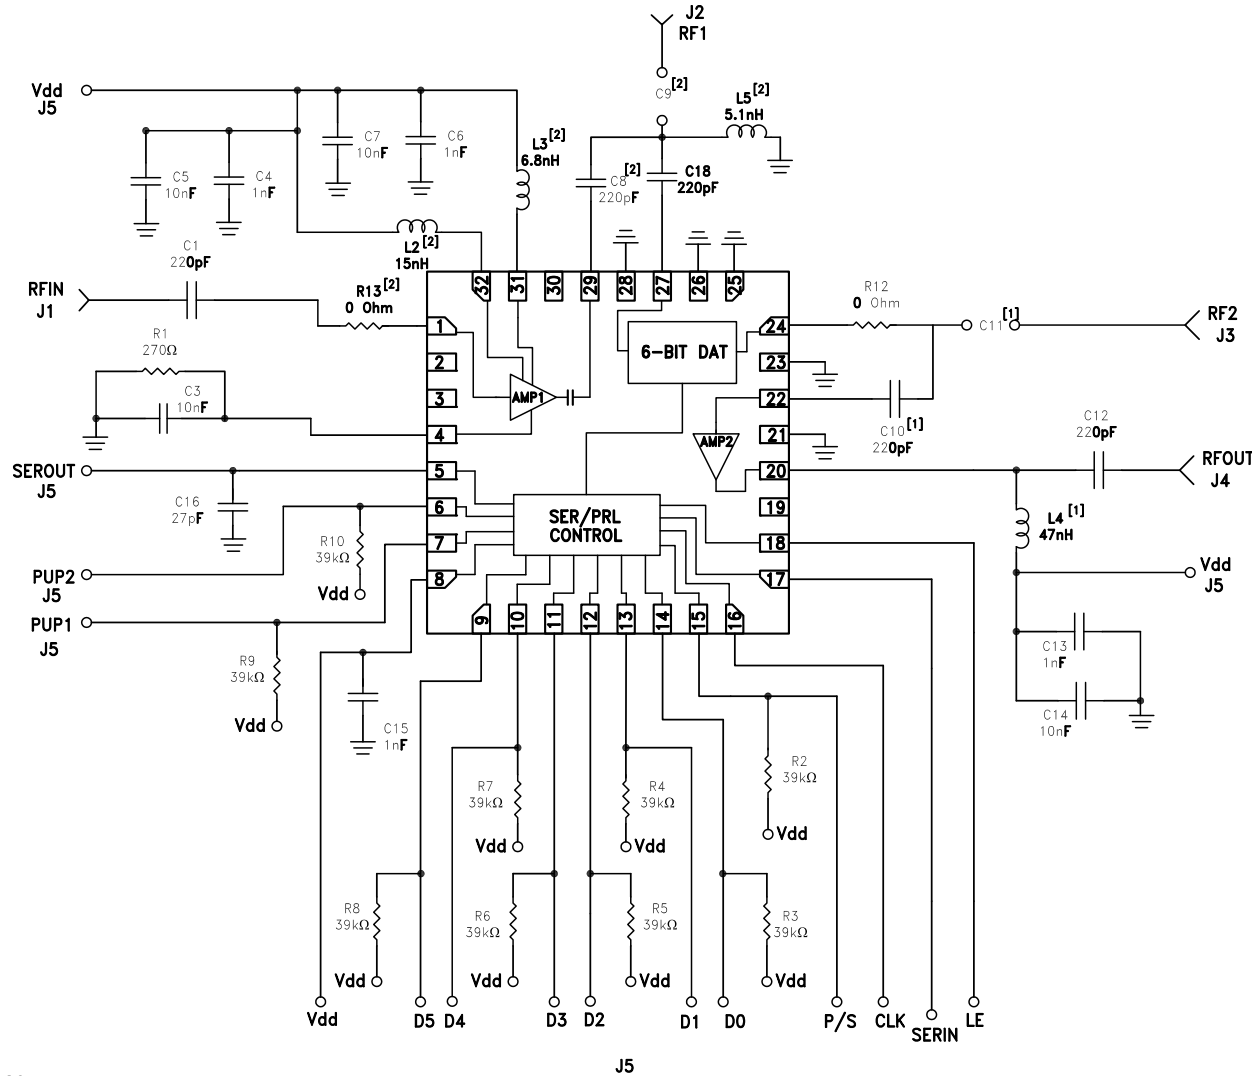 J2
RF1
C9[2]
Vdd
J5
L5[2]
5.1nH
C7
10nF
C6
1nF
L3[2]
6.8nH
C5
10nF
C4
1nF
C8[2]
220pF
C18
220pF
L2[2]
15nH
C1
220pF
RFIN
J1
R13[2]
0 Ohm
32
31
30
29
28
27
26
25
R12
0 Ohm
C11[1]
RF2
J3
1
24
6-BIT DAT
R1
270Ω
2
23
C3
10nF
3
AMP1
22
C10[1]
220pF
4
AMP2
21
C12
220pF
SEROUT
J5
5
20
RFOUT
J4
C16
27pF
6
SER/PRL
CONTROL
19
L4[1]
47nH
R10
39kΩ
7
18
PUP2
J5
8
17
Vdd
J5
Vdd
PUP1
J5
9
10
11
12
13
14
15
16
C13
1nF
R9
39kΩ
Vdd
C15
1nF
C14
10nF
R7
39kΩ
R4
39kΩ
R2
39kΩ
Vdd
Vdd
Vdd
R8
39kΩ
R6
39kΩ
R5
39kΩ
R3
39kΩ
Vdd
Vdd
Vdd
Vdd
Vdd
D5
D4
D3
D2
D1
D0
P/S
CLK
SERIN
LE
J5